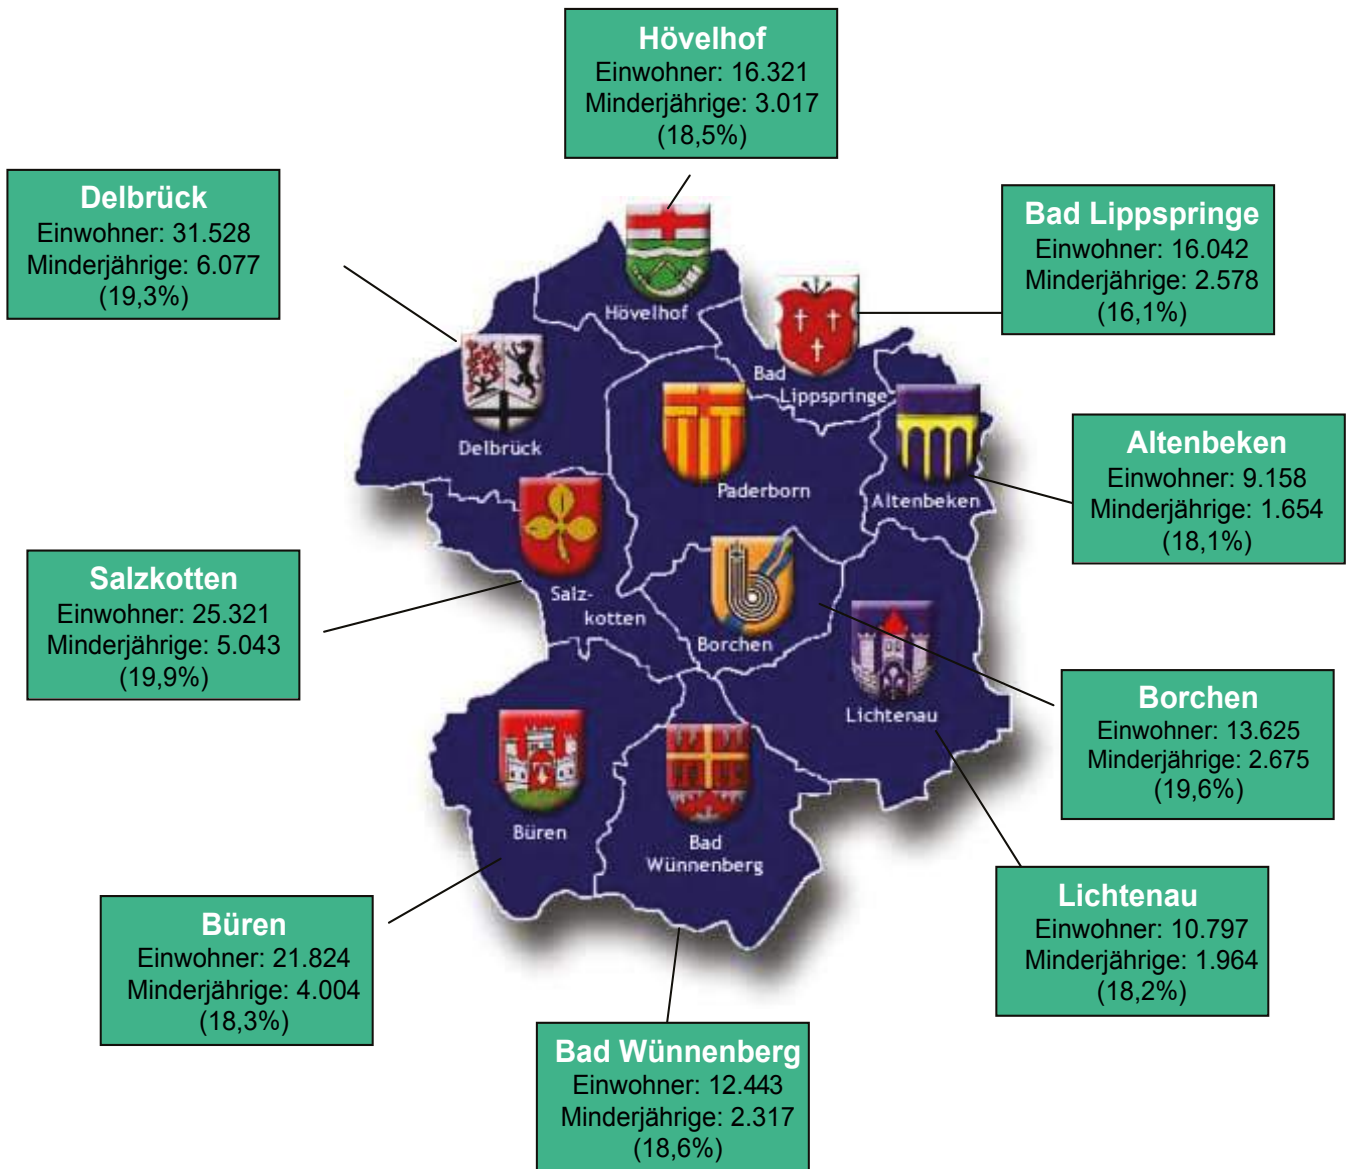 Hövelhof
Einwohner: 16.321
Minderjährige: 3.017
(18,5%)
Delbrück
Einwohner: 31.528
Minderjährige: 6.077
(19,3%)
Bad Lippspringe
Einwohner: 16.042
Minderjährige: 2.578
(16,1%)
Altenbeken
Einwohner: 9.158
Minderjährige: 1.654
(18,1%)
Salzkotten
Einwohner: 25.321
Minderjährige: 5.043
(19,9%)
Borchen
Einwohner: 13.625
Minderjährige: 2.675
(19,6%)
Lichtenau
Einwohner: 10.797
Minderjährige: 1.964
(18,2%)
Büren
Einwohner: 21.824
Minderjährige: 4.004
(18,3%)
Bad Wünnenberg
Einwohner: 12.443
Minderjährige: 2.317
(18,6%)
Hövelhof
Bad
Lippspringe
Delbrück
Paderborn
Altenbeken
Salz-
kotten
Borchen
Lichtenau
Büren
Bad
Wünnenberg